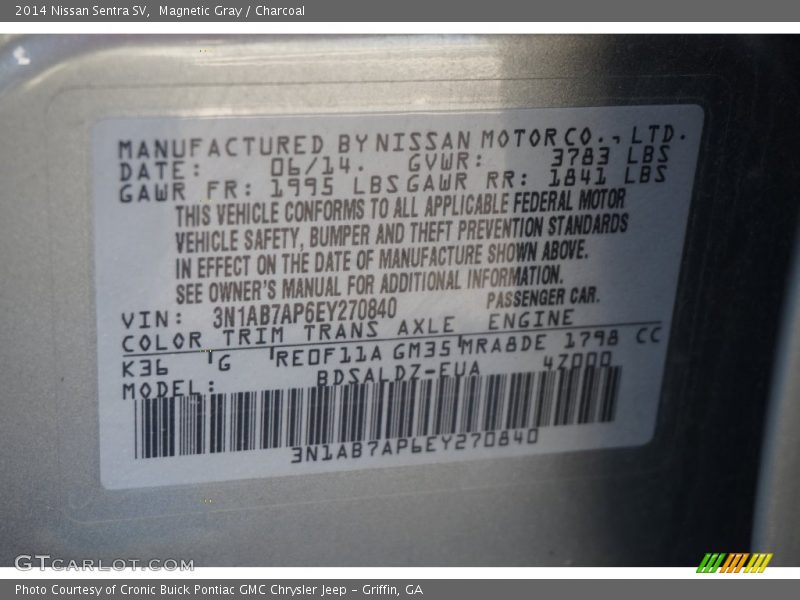 2014 Nissan Sentra SV,  Magnetic Gray / Charcoal
MANUFACTURED BY NISSAN MOTOR CO., LTD.
DATE: 06/14. GVWR: 3783 LBS
GAWR FR: 1995 LBS GAWR RR: 1841 LBS
THIS VEHICLE CONFORMS TO ALL APPLICABLE FEDERAL MOTOR
VEHICLE SAFETY, BUMPER AND THEFT PREVENTION STANDARDS
IN EFFECT ON THE DATE OF MANUFACTURE SHOWN ABOVE.
SEE OWNER'S MANUAL FOR ADDITIONAL INFORMATION.
VIN: 3N1AB7AP6EY270840 PASSENGER CAR.
COLOR TRIM TRANS AXLE ENGINE
K36 G RE0F11A GM35 MRA8DE 1798 CC
MODEL: BDSALDZ-EUA 4Z000
3N1AB7AP6EY270840
GTCARLOT.COM
Photo Courtesy of Cronic Buick Pontiac GMC Chrysler Jeep - Griffin, GA